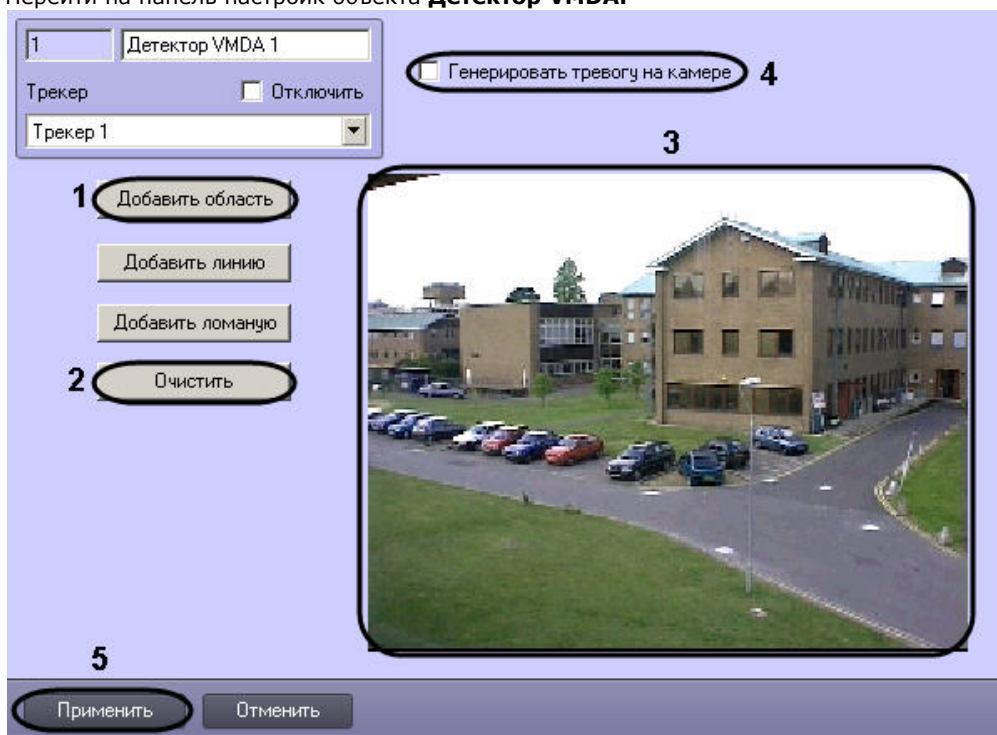 Перейти на панель настроик объекта Детектор VMDA.
1 Детектор VMDA 1
Генерировать тревогу на камере 4
Трекер Отключить
Трекер 1
3
1 Добавить область
Добавить линию
Добавить ломаную
2 Очистить
5
Применить Отменить